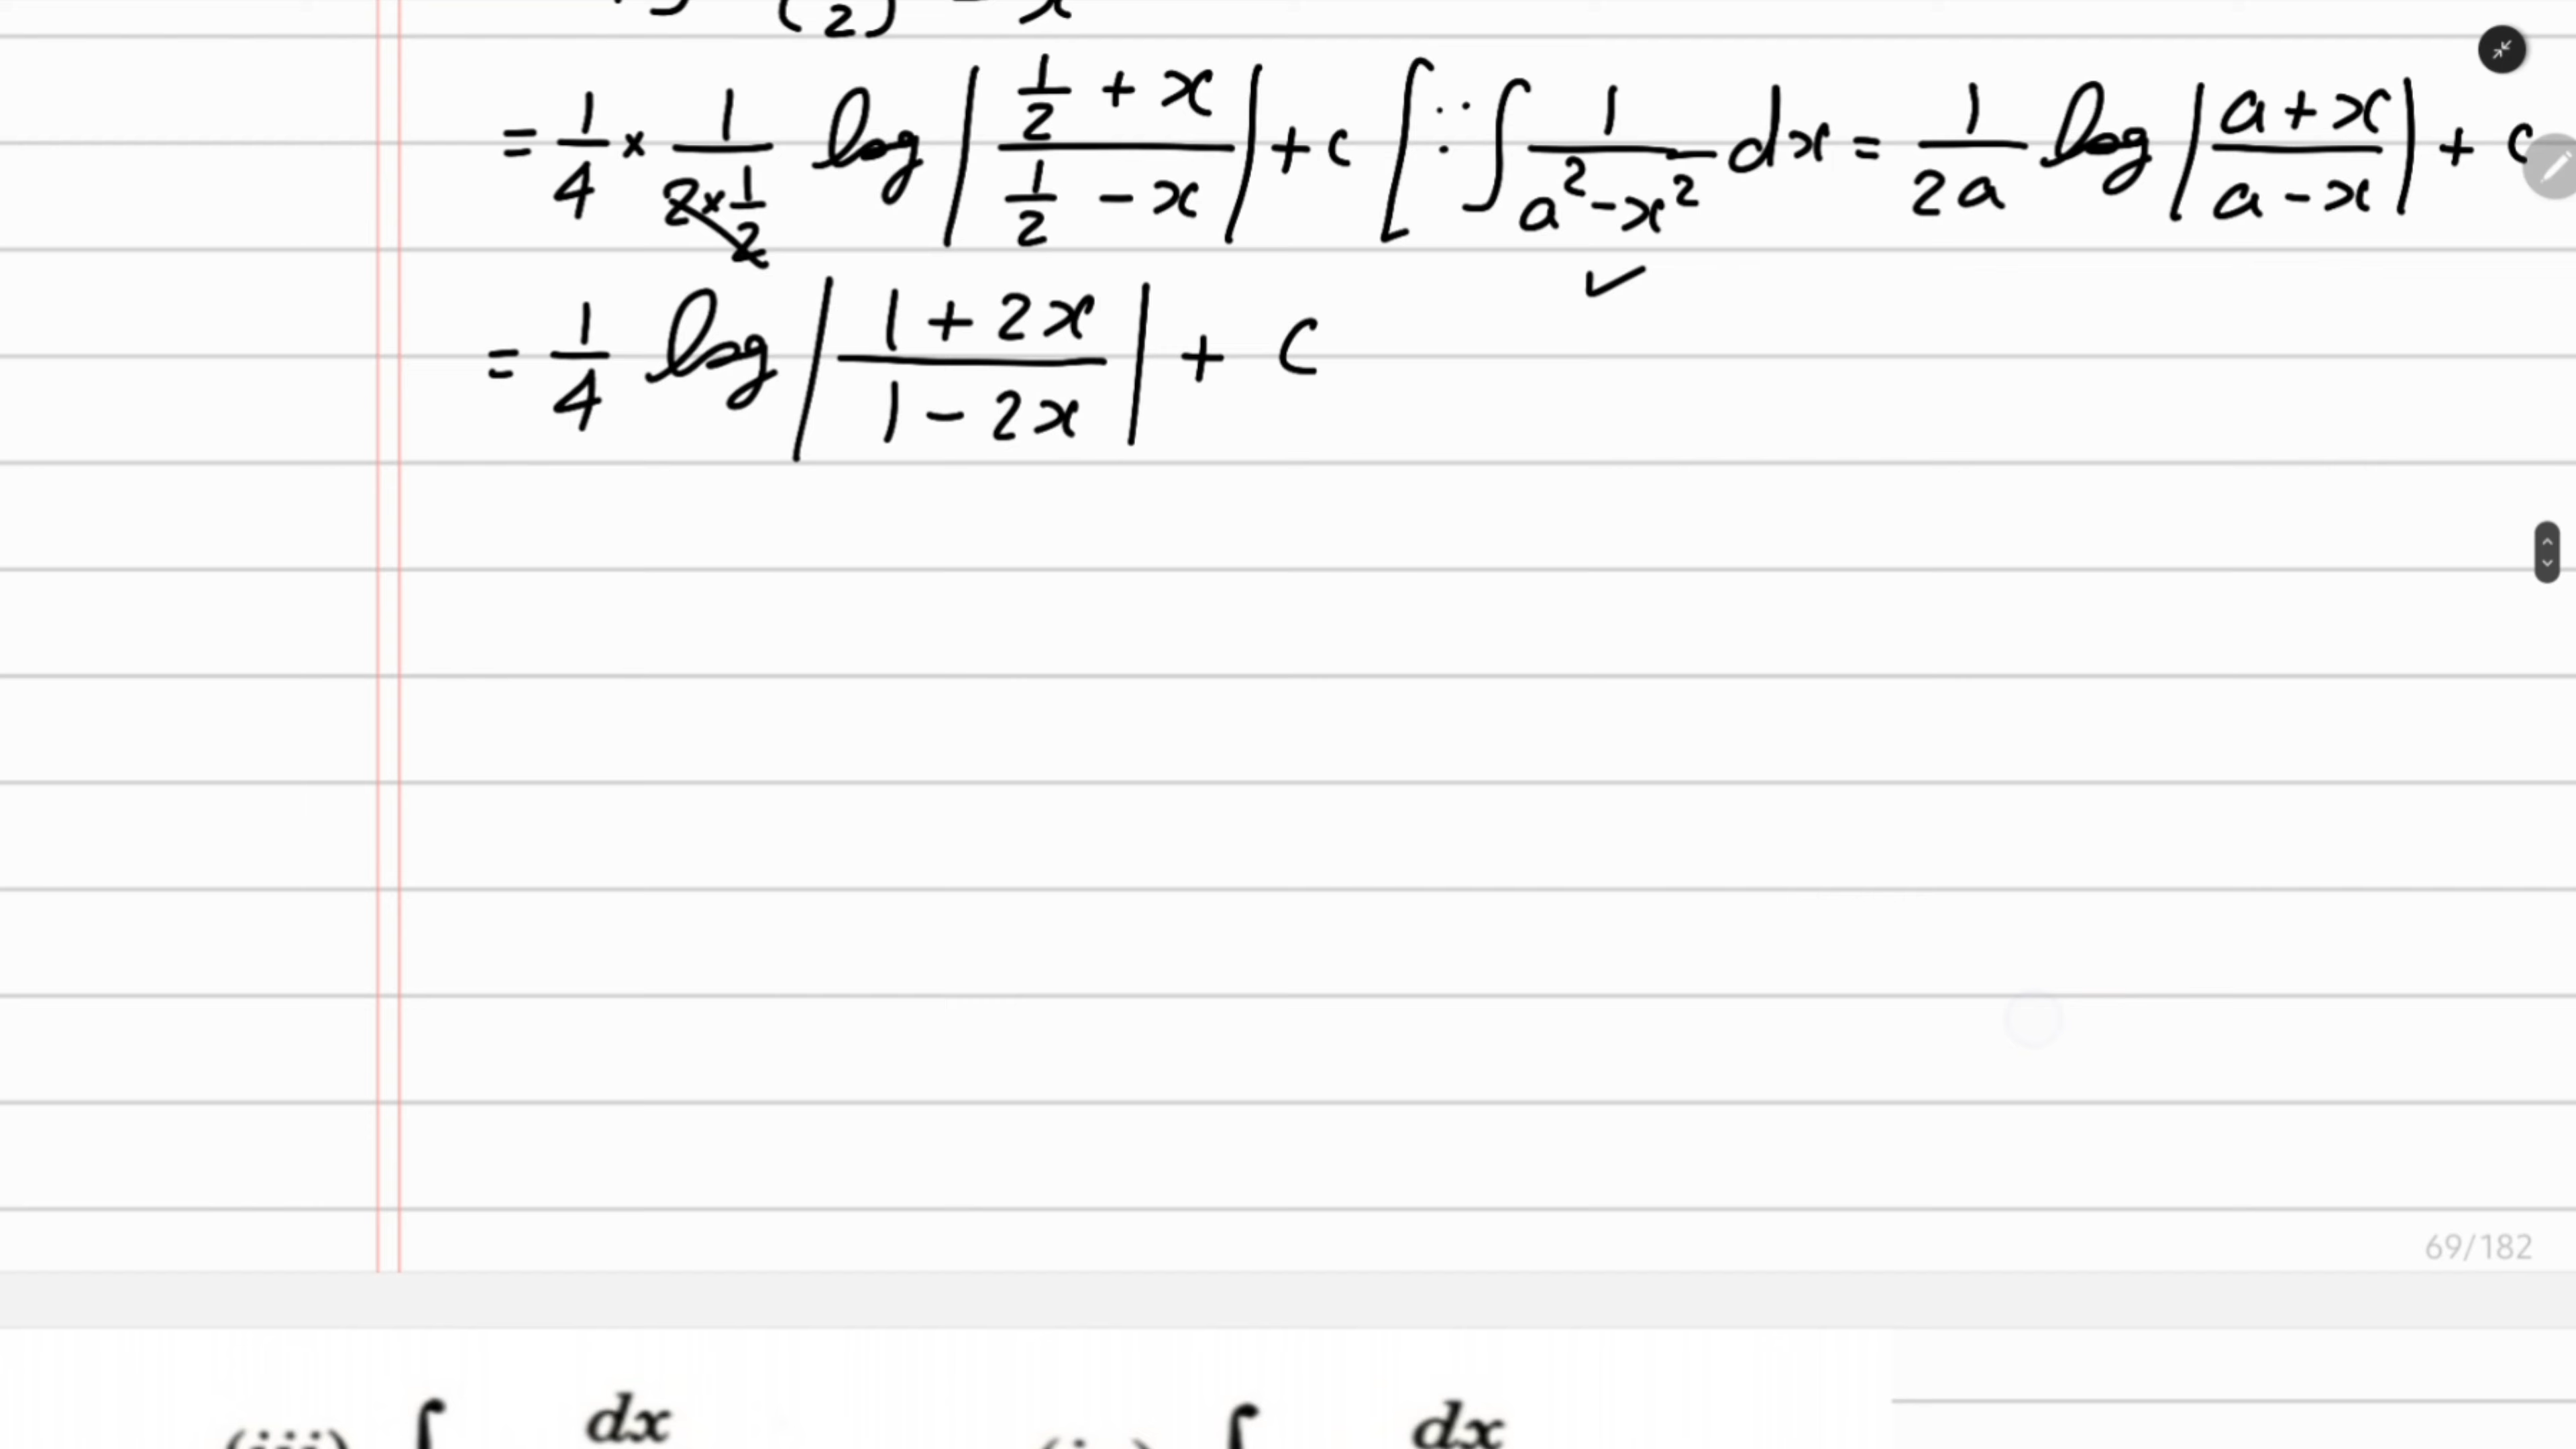 = 1/4 × 1/(2×1/2) log |(1/2 + x)/(1/2 − x)| + c [∵ ∫ 1/(a² − x²) dx = 1/2a log |(a + x)/(a − x)| + c
✓
= 1/4 log |(1 + 2x)/(1 − 2x)| + C
69/182
(iii) ∫ dx ∫ dx